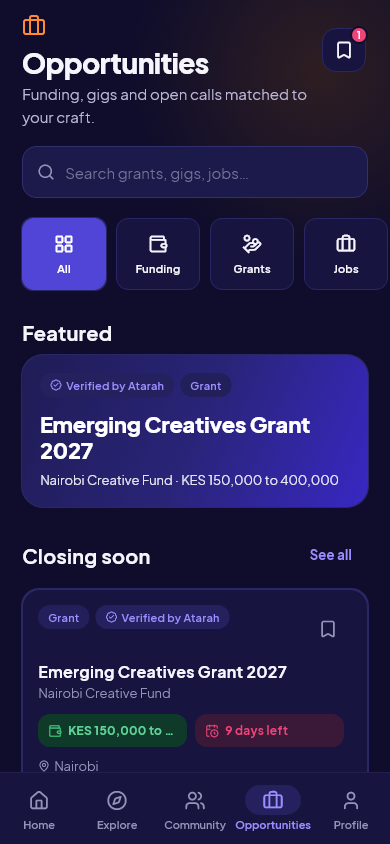 Opportunities
1
Funding, gigs and open calls matched to
your craft.
Search grants, gigs, jobs…
All
Funding
Grants
Jobs
Featured
Verified by Atarah
Grant
Emerging Creatives Grant
2027
Nairobi Creative Fund · KES 150,000 to 400,000
Closing soon
See all
Grant
Verified by Atarah
Emerging Creatives Grant 2027
Nairobi Creative Fund
KES 150,000 to …
9 days left
Nairobi
Home
Explore
Community
Opportunities
Profile